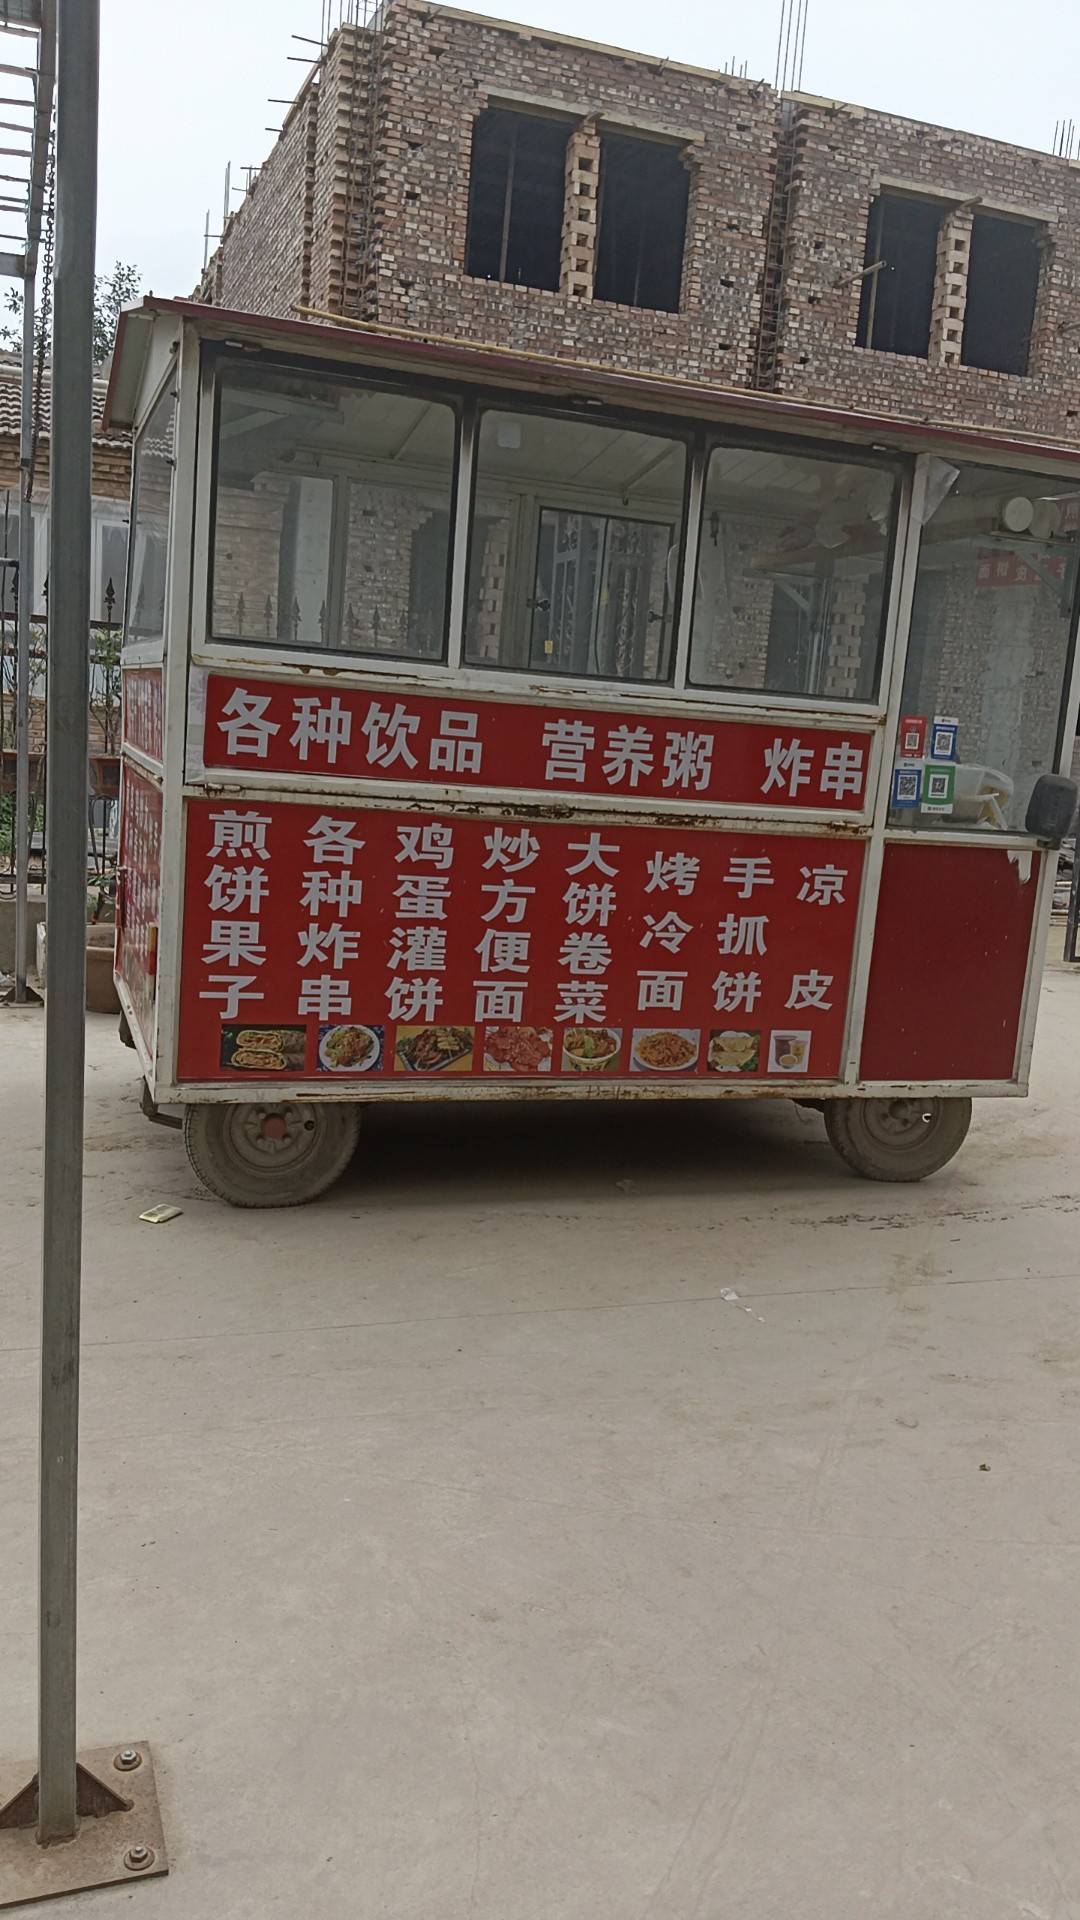 各种饮品 营养粥 炸串
煎饼果子
各种炸串
鸡蛋灌饼
炒方便面
大饼卷菜
烤冷面
手抓饼
凉皮